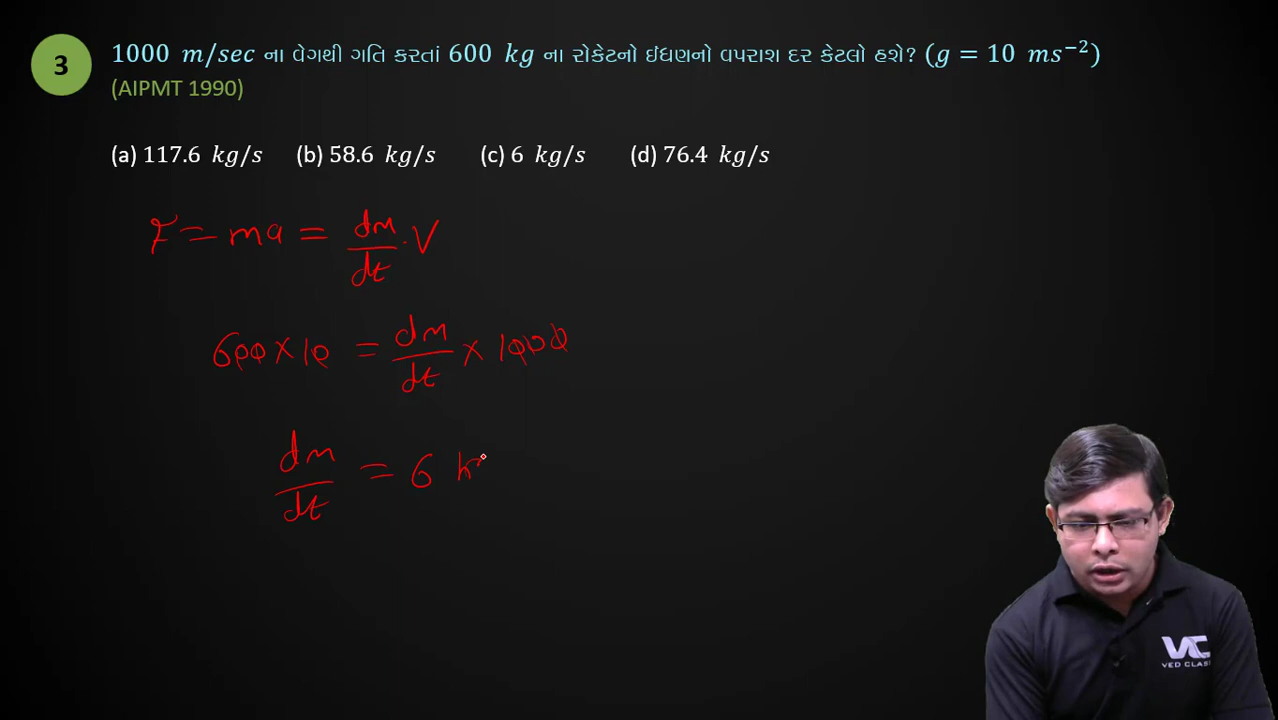 3
1000 m/sec ના વેગથી ગતિ કરતાં 600 kg ના રોકેટનો ઇંધણનો વપરાશ દર કેટલો હશે? (g = 10 ms⁻²)
(AIPMT 1990)
(a) 117.6 kg/s (b) 58.6 kg/s (c) 6 kg/s (d) 76.4 kg/s
F = ma = dm/dt . V
600 × 10 = dm/dt × 1000
dm/dt = 6
VC
VED CLAS